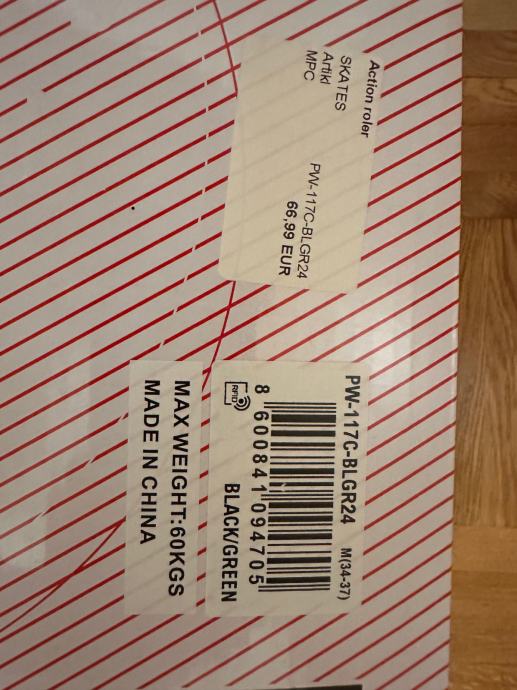 Action roler
SKATES
Artikl PW-117C-BLGR24
MPC 66,99 EUR
PW-117C-BLGR24 M(34-37)
8 600841 094705
RFID BLACK/GREEN
MAX WEIGHT:60KGS
MADE IN CHINA